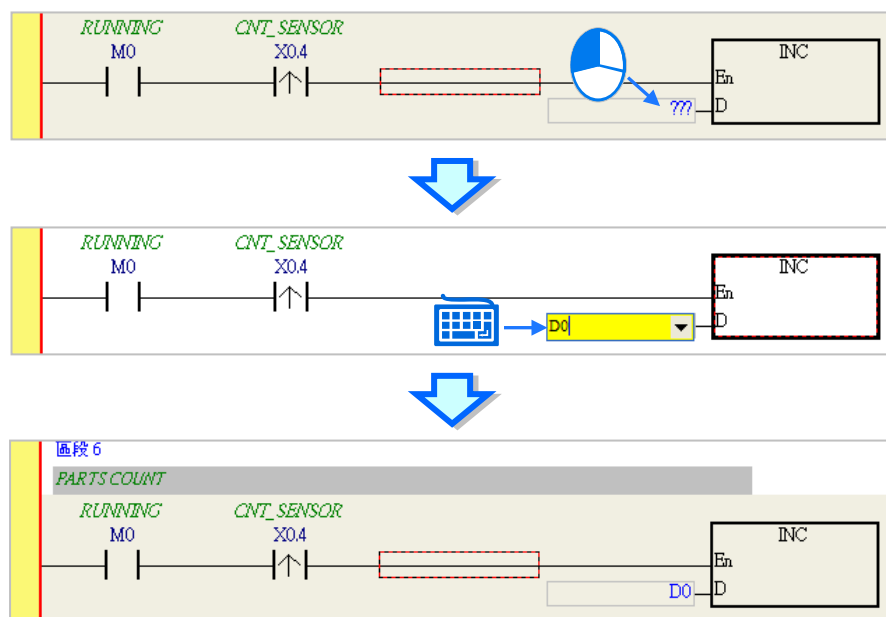 RUNNING CNT_SENSOR
M0 X0.4 INC
En
??? D
RUNNING CNT_SENSOR
M0 X0.4 INC
En
D0 D
區段 6
PARTS COUNT
RUNNING CNT_SENSOR
M0 X0.4 INC
En
D0 D